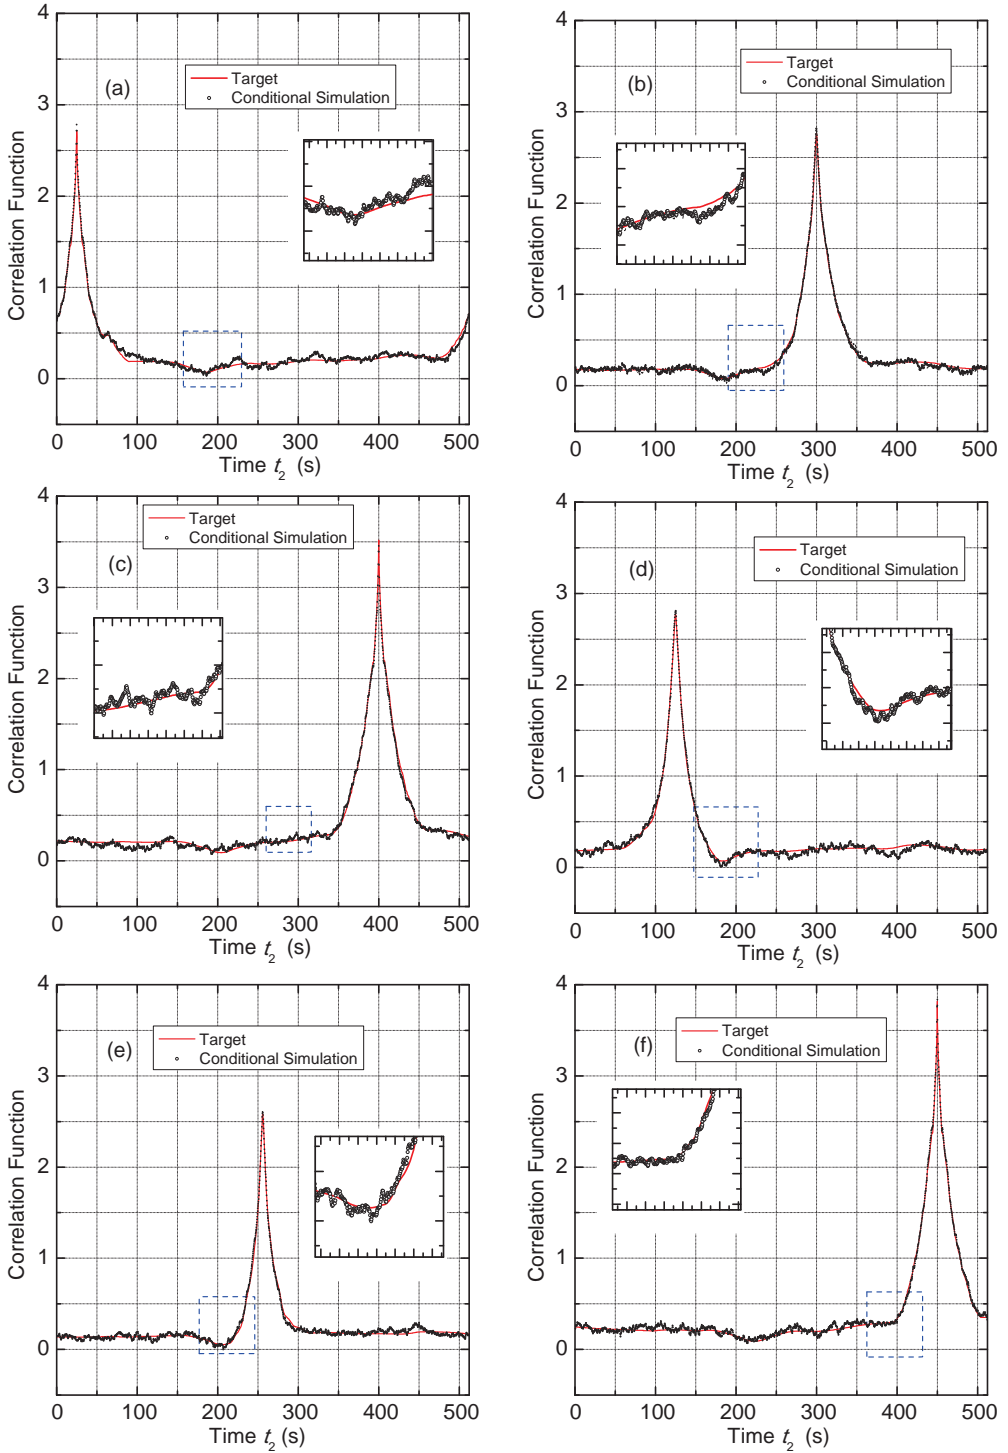 4
3
2
1
0
Correlation Function
(a)
Target
Conditional Simulation
0 100 200 300 400 500
Time t2 (s)
4
3
2
1
0
Correlation Function
(b)
Target
Conditional Simulation
0 100 200 300 400 500
Time t2 (s)
5
4
3
2
1
0
Correlation Function
(c)
Target
Conditional Simulation
0 100 200 300 400 500
Time t2 (s)
4
3
2
1
0
Correlation Function
(d)
Target
Conditional Simulation
0 100 200 300 400 500
Time t2 (s)
4
3
2
1
0
Correlation Function
(e)
Target
Conditional Simulation
0 100 200 300 400 500
Time t2 (s)
4
3
2
1
0
Correlation Function
(f)
Target
Conditional Simulation
0 100 200 300 400 500
Time t2 (s)